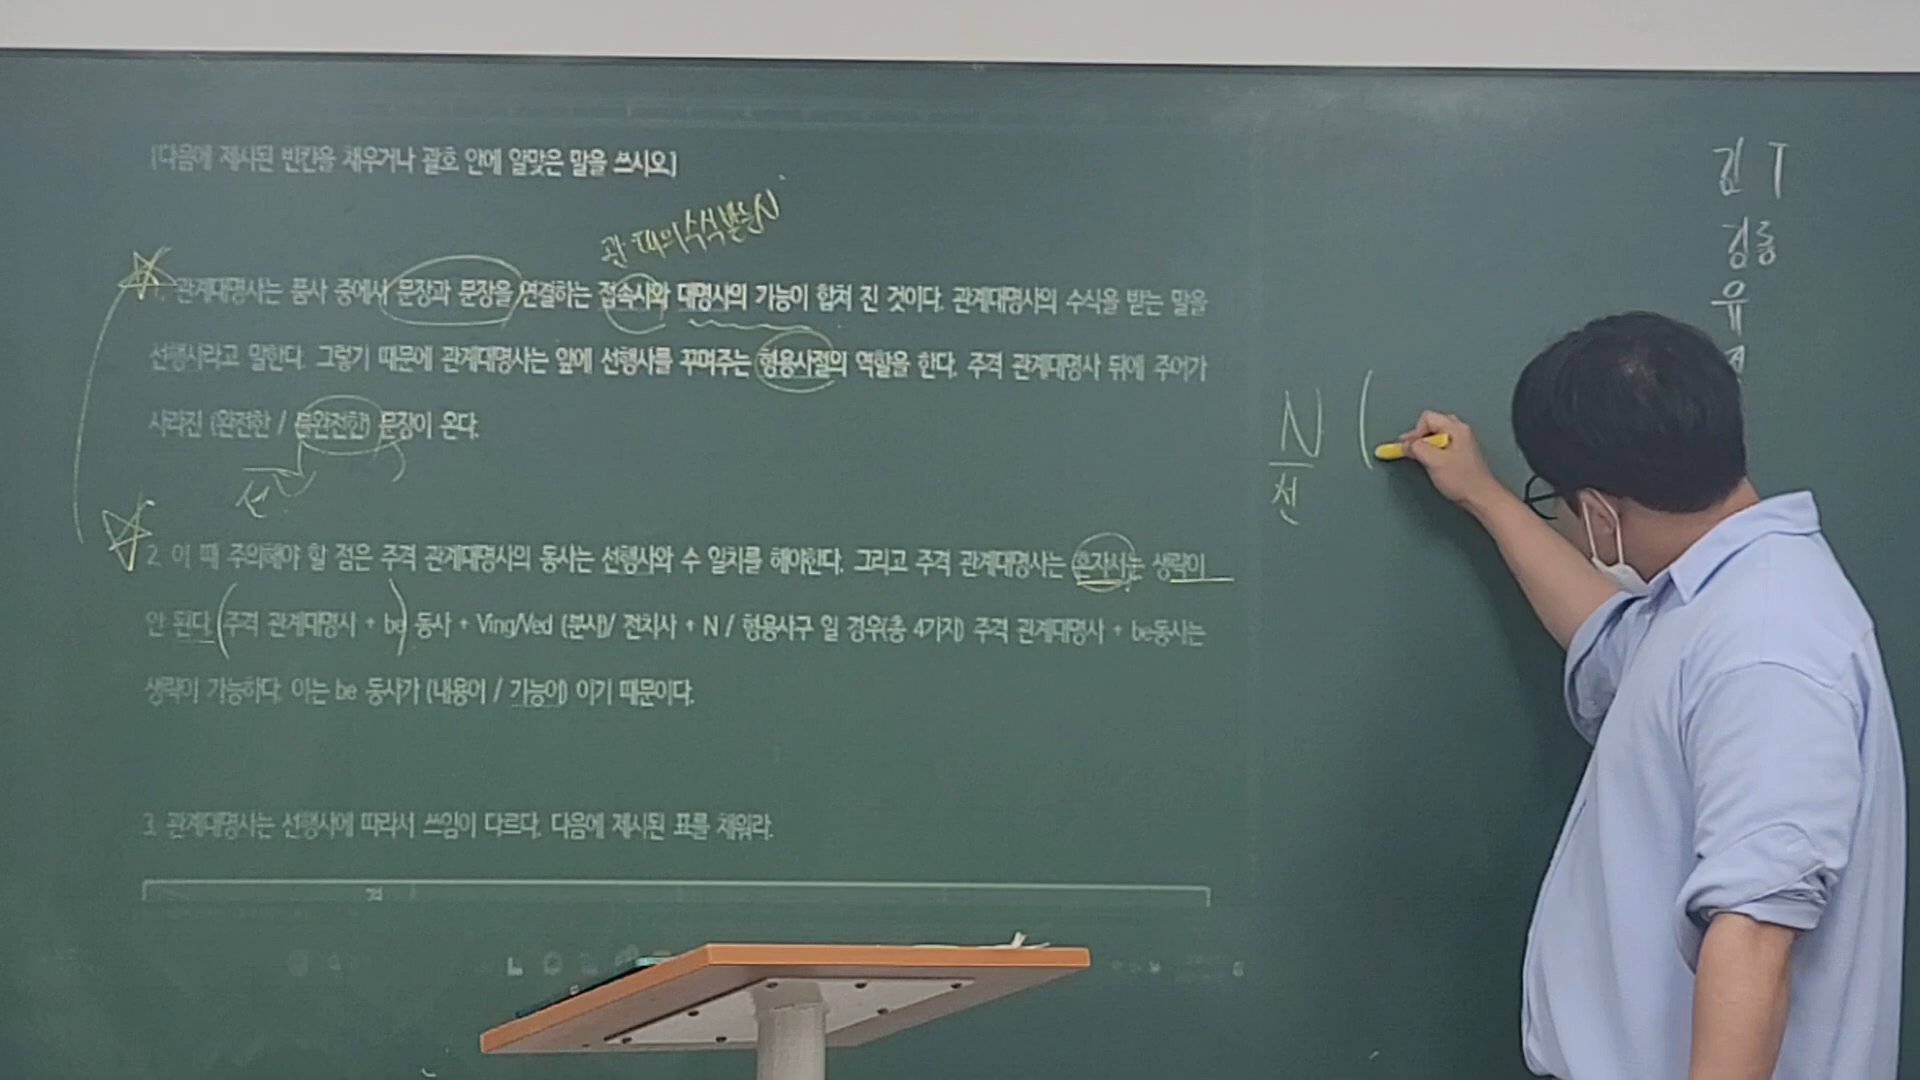 [다음에 제시된 빈칸을 채우거나 괄호 안에 알맞은 말을 쓰시오]
관·대의 수식 받는 N
1. 관계대명사는 품사 중에서 문장과 문장을 연결하는 접속사와 대명사의 기능이 합쳐 진 것이다. 관계대명사의 수식을 받는 말을
선행사라고 말한다. 그렇기 때문에 관계대명사는 앞에 선행사를 꾸며주는 형용사절의 역할을 한다. 주격 관계대명사 뒤에 주어가
사라진 (완전한 / 불완전한) 문장이 온다.
2. 이 때 주의해야 할 점은 주격 관계대명사의 동사는 선행사와 수 일치를 해야한다. 그리고 주격 관계대명사는 혼자서는 생략이
안 된다. (주격 관계대명사 + be) 동사 + Ving/Ved (분사)/ 전치사 + N / 형용사구 일 경우(총 4가지) 주격 관계대명사 + be동사는
생략이 가능하다. 이는 be 동사가 (내용어 / 기능어) 이기 때문이다.
3. 관계대명사는 선행사에 따라서 쓰임이 다르다. 다음에 제시된 표를 채워라.
격
N (
선
김 T
유